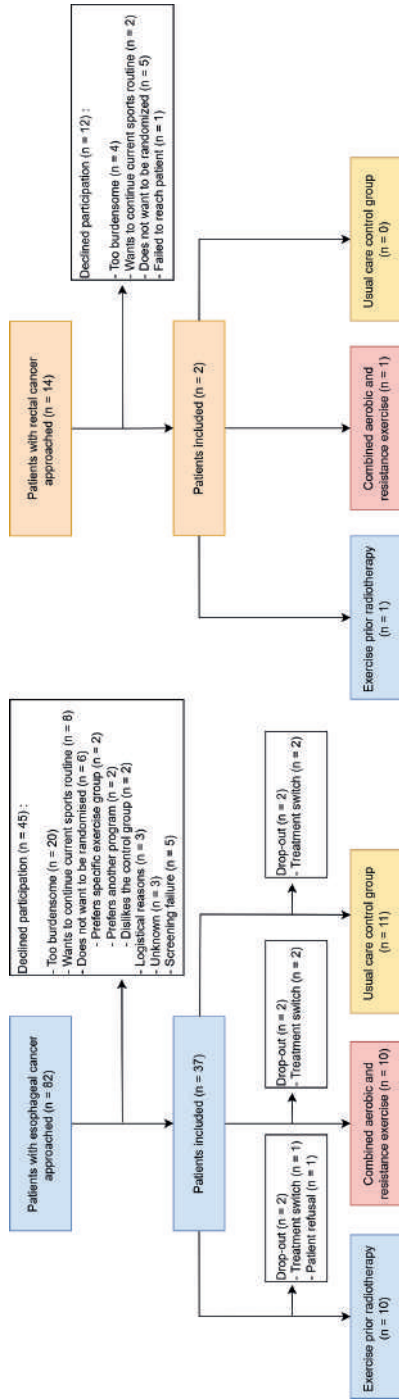 Patients with esophageal cancer
approached (n = 82)
Declined participation (n = 45) :
- Too burdensome (n = 20)
- Wants to continue current sports routine (n = 8)
- Does not want to be randomised (n = 6)
- Prefers specific exercise group (n = 2)
- Prefers another program (n = 2)
- Dislikes the control group (n = 2)
- Logistical reasons (n = 3)
- Unknown (n = 3)
- Screening failure (n = 5)
Patients included (n = 37)
Drop-out (n = 2)
- Treatment switch (n = 1)
- Patient refusal (n = 1)
Drop-out (n = 2)
- Treatment switch (n = 2)
Drop-out (n = 2)
- Treatment switch (n = 2)
Exercise prior radiotherapy
(n = 10)
Combined aerobic and
resistance exercise (n = 10)
Usual care control group
(n = 11)
Patients with rectal cancer
approached (n = 14)
Declined participation (n = 12) :
- Too burdensome (n = 4)
- Wants to continue current sports routine (n = 2)
- Does not want to be randomized (n = 5)
- Failed to reach patient (n = 1)
Patients included (n = 2)
Exercise prior radiotherapy
(n = 1)
Combined aerobic and
resistance exercise (n = 1)
Usual care control group
(n = 0)